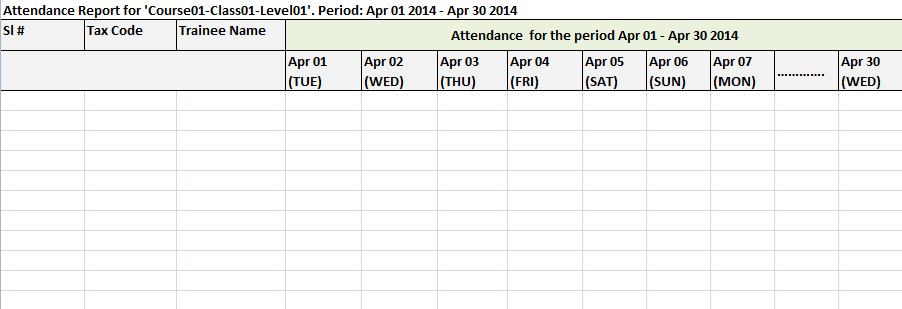 Attendance Report for 'Course01-Class01-Level01'. Period: Apr 01 2014 - Apr 30 2014
Sl # Tax Code Trainee Name Attendance  for the period Apr 01 - Apr 30 2014
Apr 01 Apr 02 Apr 03 Apr 04 Apr 05 Apr 06 Apr 07 ............. Apr 30
(TUE) (WED) (THU) (FRI) (SAT) (SUN) (MON) (WED)